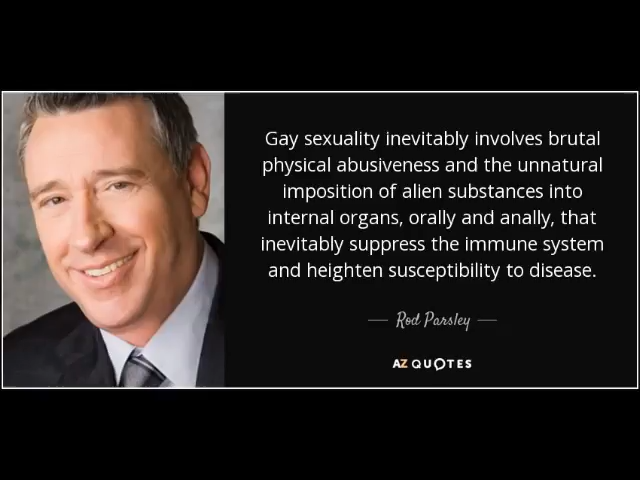 Gay sexuality inevitably involves brutal
physical abusiveness and the unnatural
imposition of alien substances into
internal organs, orally and anally, that
inevitably suppress the immune system
and heighten susceptibility to disease.
Rod Parsley
AZ QUOTES